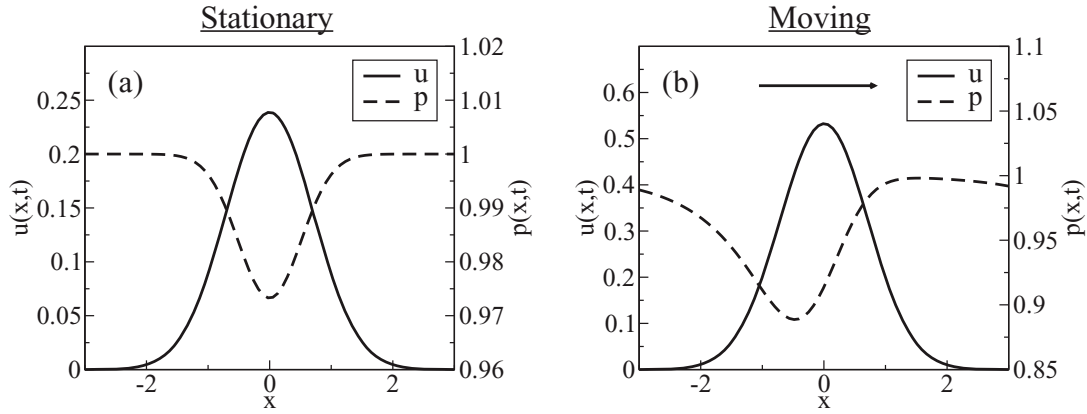 Stationary
Moving
(a)
u
p
(b)
u
p
0.25
0.2
0.15
0.1
0.05
0
u(x,t)
1.02
1.01
1
0.99
0.98
0.97
0.96
p(x,t)
-2
0
2
x
0.6
0.5
0.4
0.3
0.2
0.1
0
u(x,t)
1.1
1.05
1
0.95
0.9
0.85
p(x,t)
-2
0
2
x